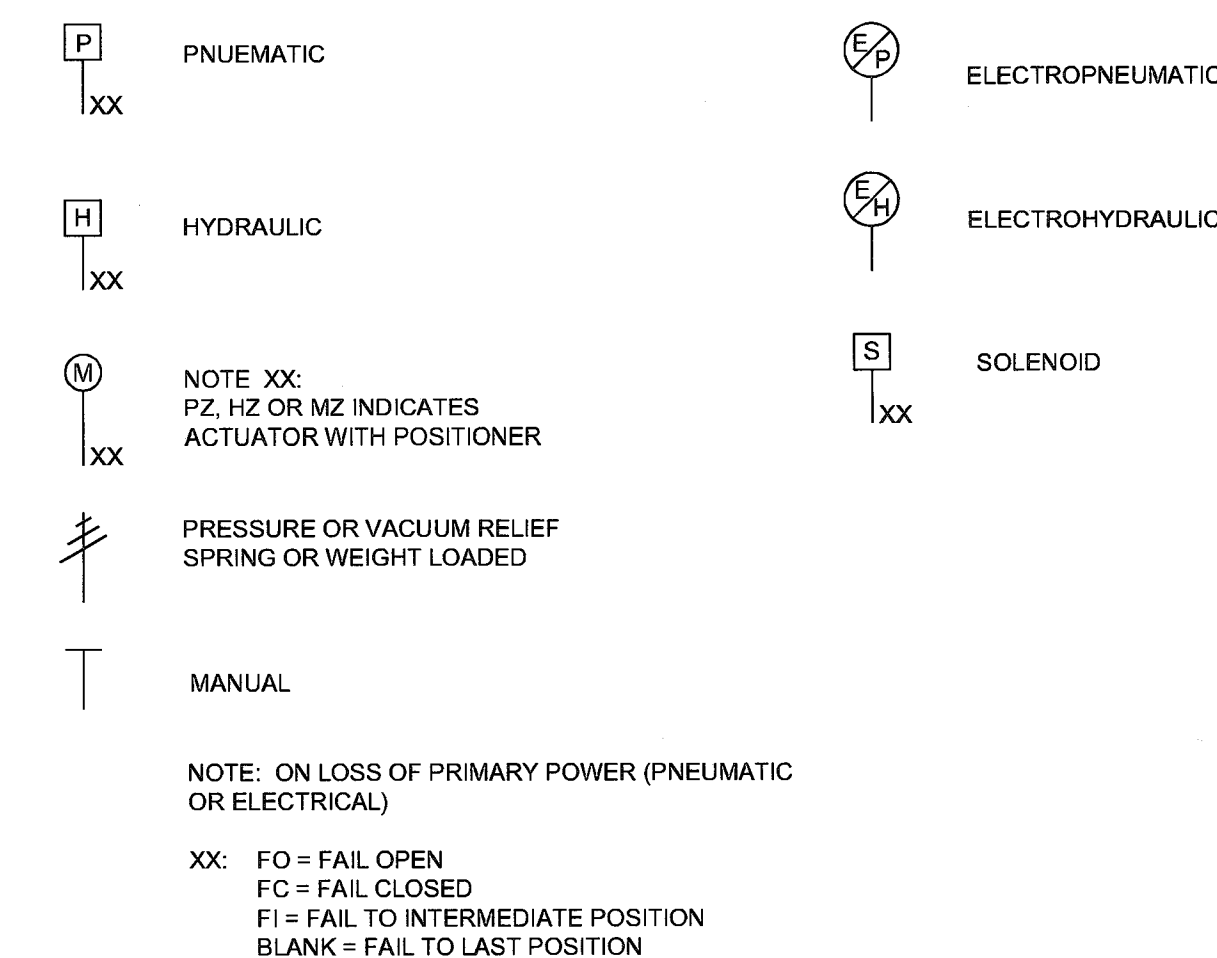 P
XX
PNUEMATIC
E/P
ELECTROPNEUMATIC
H
XX
HYDRAULIC
E/H
ELECTROHYDRAULIC
M
XX
NOTE XX:
PZ, HZ OR MZ INDICATES
ACTUATOR WITH POSITIONER
S
XX
SOLENOID
PRESSURE OR VACUUM RELIEF
SPRING OR WEIGHT LOADED
MANUAL
NOTE: ON LOSS OF PRIMARY POWER (PNEUMATIC
OR ELECTRICAL)
XX: FO = FAIL OPEN
FC = FAIL CLOSED
FI = FAIL TO INTERMEDIATE POSITION
BLANK = FAIL TO LAST POSITION